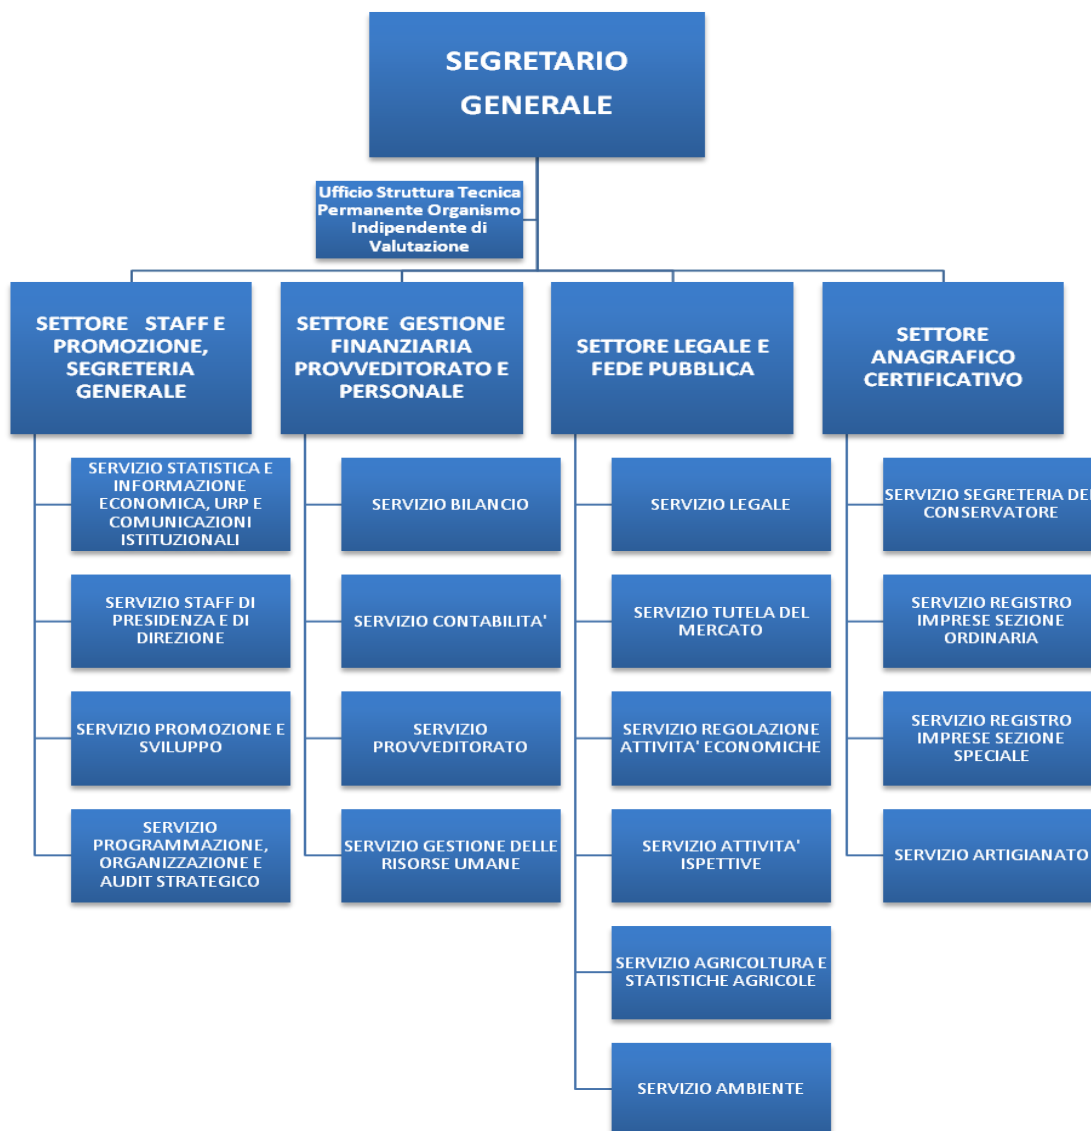 SEGRETARIO
GENERALE
Ufficio Struttura Tecnica
Permanente Organismo
Indipendente di
Valutazione
SETTORE STAFF E
PROMOZIONE,
SEGRETERIA
GENERALE
SERVIZIO STATISTICA E
INFORMAZIONE
ECONOMICA, URP E
COMUNICAZIONI
ISTITUZIONALI
SERVIZIO STAFF DI
PRESIDENZA E DI
DIREZIONE
SERVIZIO PROMOZIONE E
SVILUPPO
SERVIZIO
PROGRAMMAZIONE,
ORGANIZZAZIONE E
AUDIT STRATEGICO
SETTORE GESTIONE
FINANZIARIA
PROVVEDITORATO E
PERSONALE
SERVIZIO BILANCIO
SERVIZIO CONTABILITA'
SERVIZIO
PROVVEDITORATO
SERVIZIO GESTIONE DELLE
RISORSE UMANE
SETTORE LEGALE E
FEDE PUBBLICA
SERVIZIO LEGALE
SERVIZIO TUTELA DEL
MERCATO
SERVIZIO REGOLAZIONE
ATTIVITA' ECONOMICHE
SERVIZIO ATTIVITA'
ISPETTIVE
SERVIZIO AGRICOLTURA E
STATISTICHE AGRICOLE
SERVIZIO AMBIENTE
SETTORE
ANAGRAFICO
CERTIFICATIVO
SERVIZIO SEGRETERIA DEL
CONSERVATORE
SERVIZIO REGISTRO
IMPRESE SEZIONE
ORDINARIA
SERVIZIO REGISTRO
IMPRESE SEZIONE
SPECIALE
SERVIZIO ARTIGIANATO